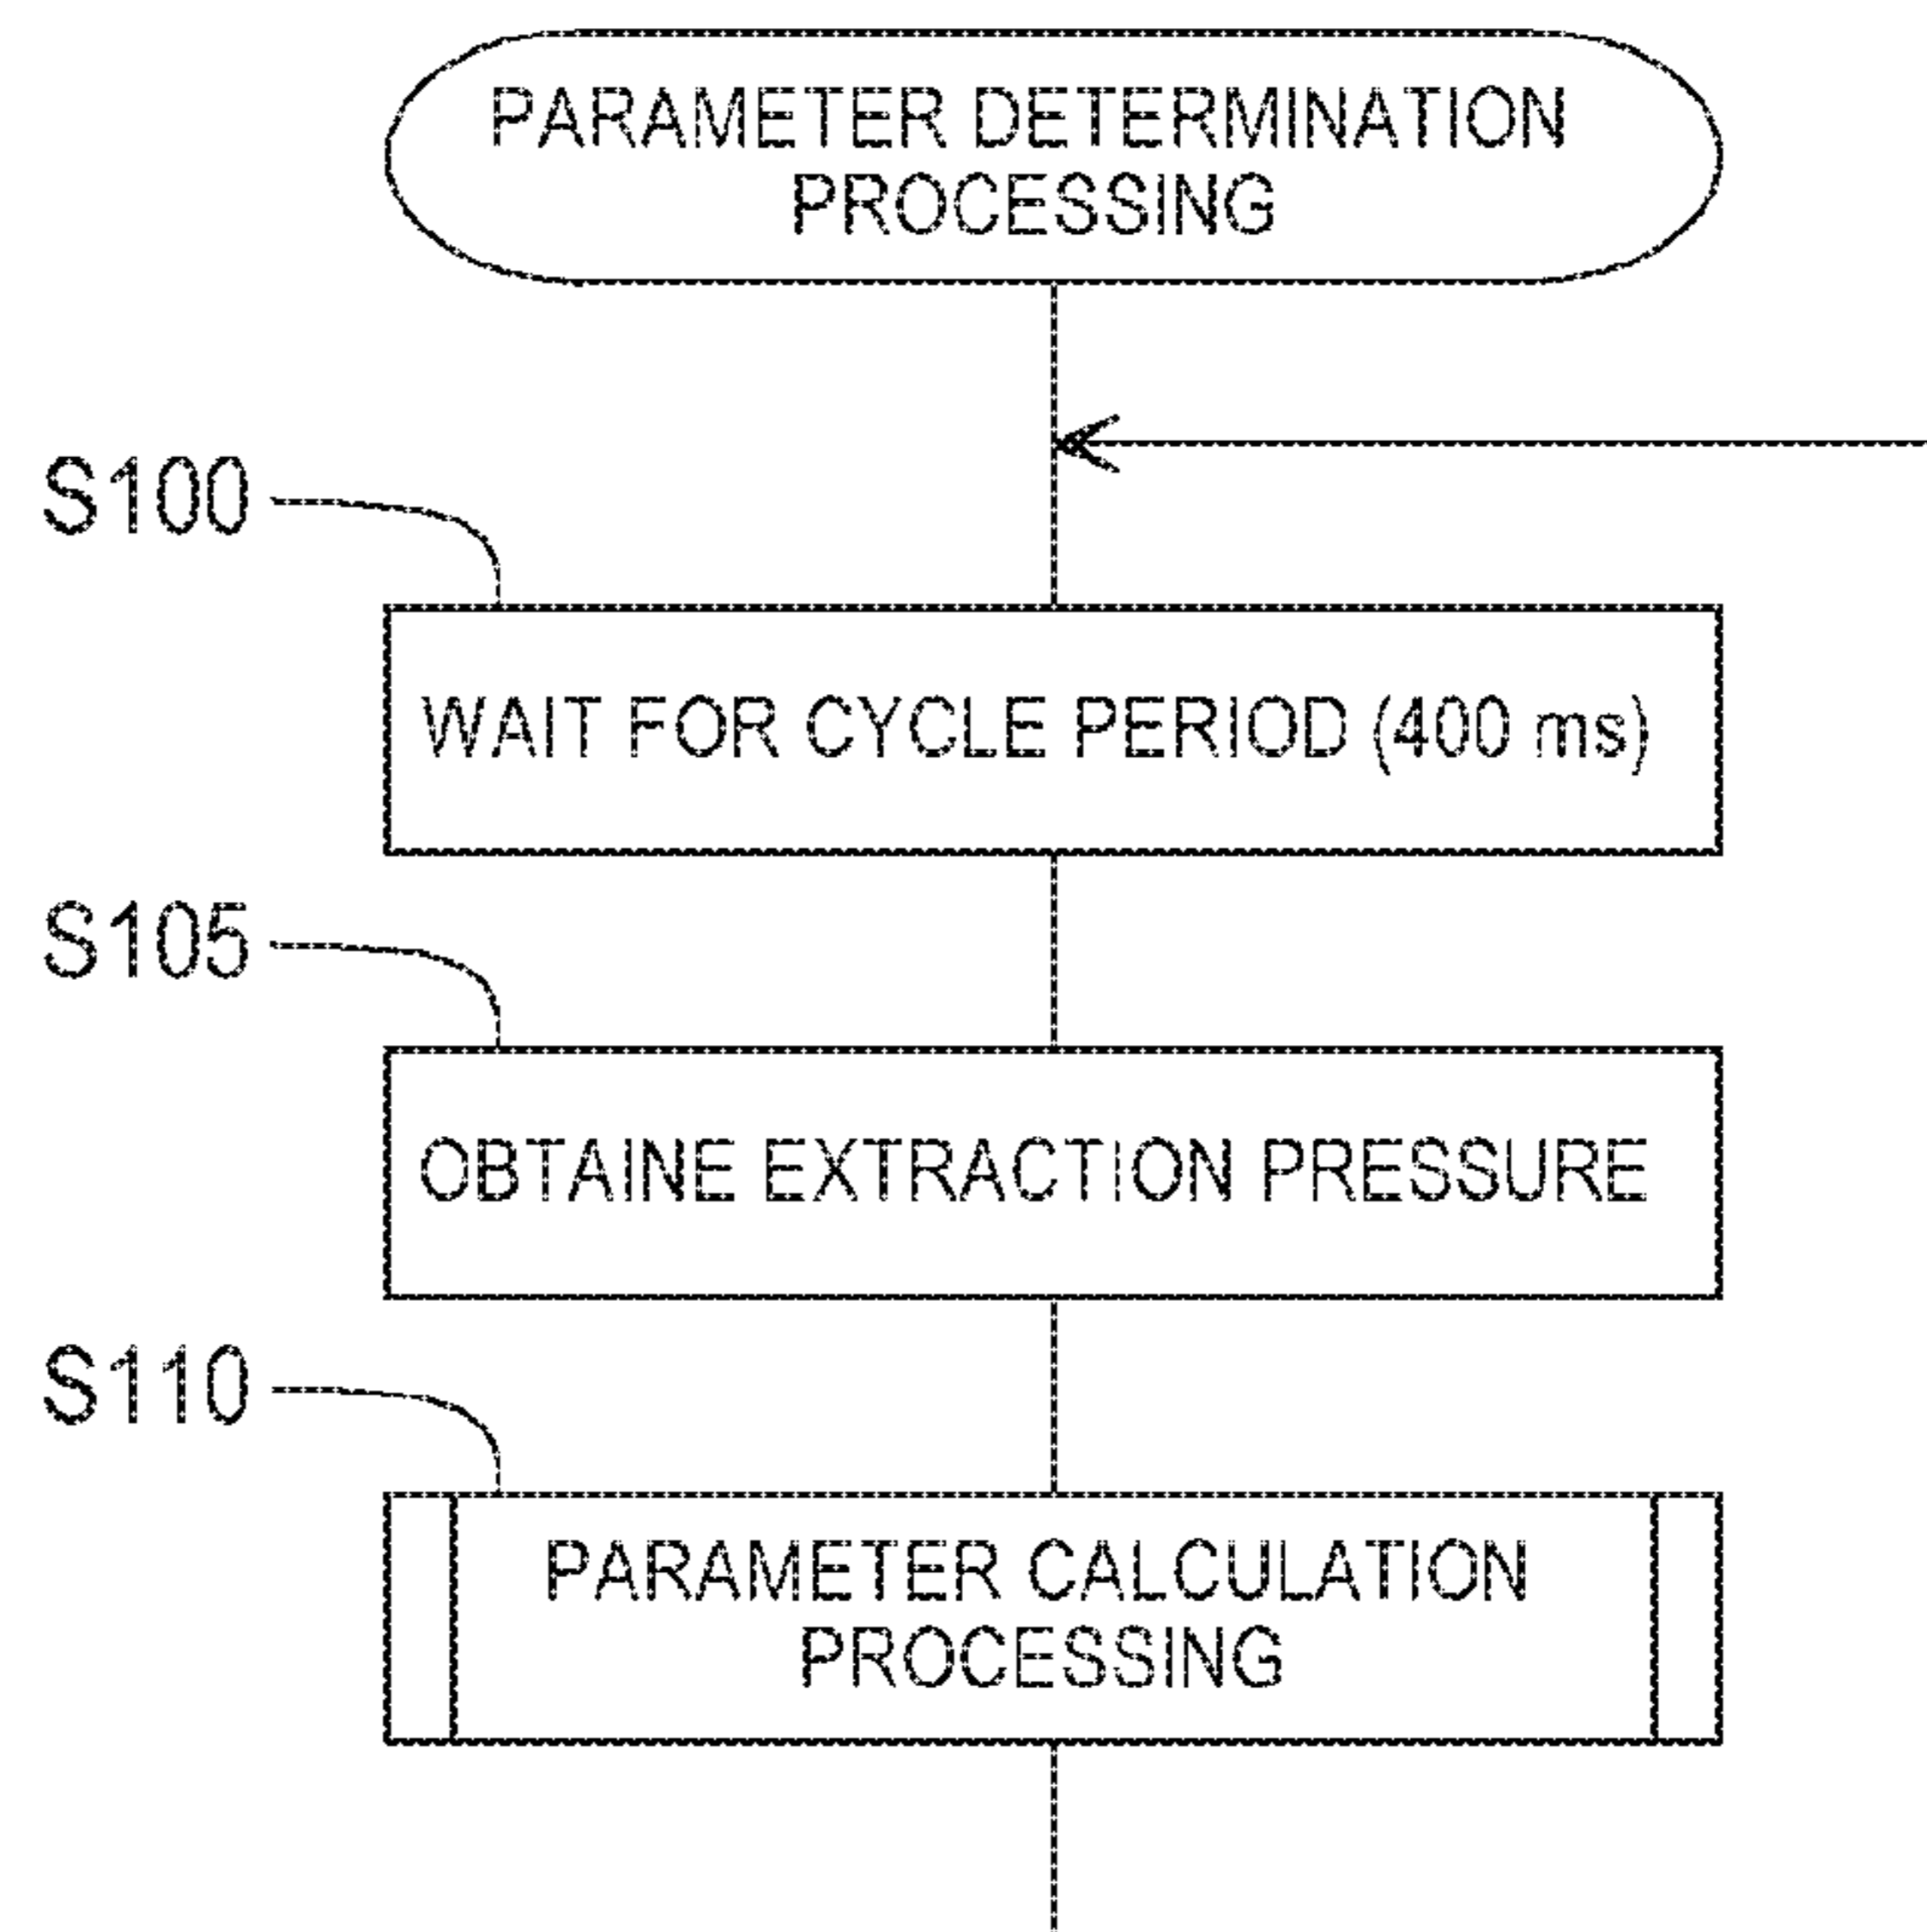 PARAMETER DETERMINATION
PROCESSING
S100
WAIT FOR CYCLE PERIOD (400 ms)
S105
OBTAINE EXTRACTION PRESSURE
S110
PARAMETER CALCULATION
PROCESSING